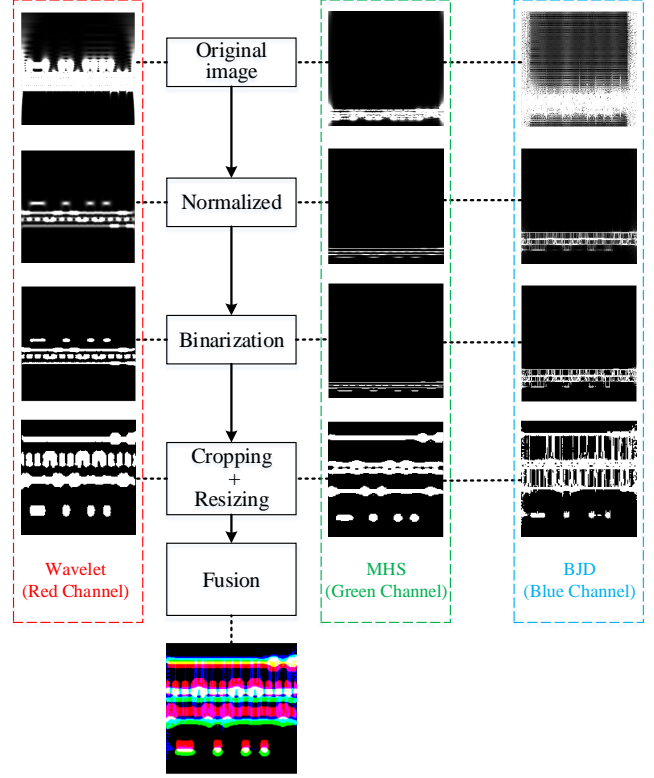 Original
image
Normalized
Binarization
Cropping
+
Resizing
Fusion
Wavelet
(Red Channel)
MHS
(Green Channel)
BJD
(Blue Channel)